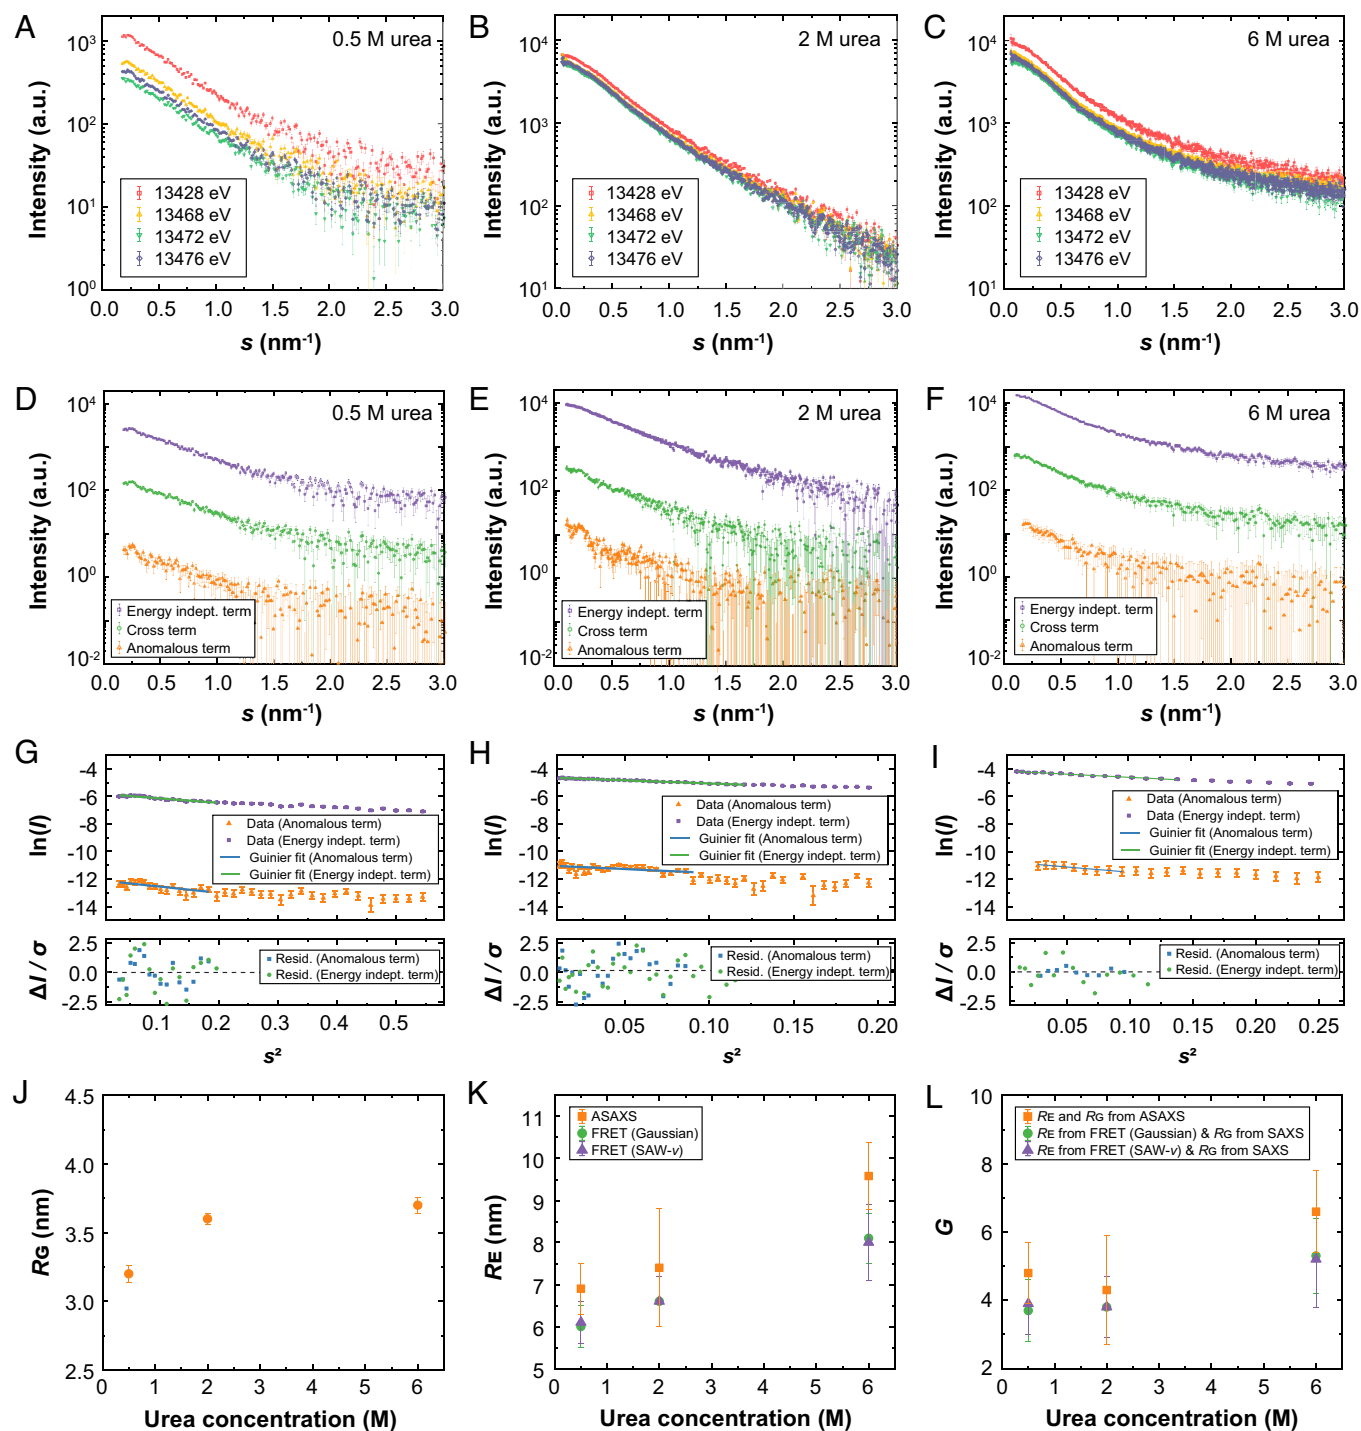 A
0.5 M urea
Intensity (a.u.)
10³
10²
10¹
10⁰
13428 eV
13468 eV
13472 eV
13476 eV
0.0 0.5 1.0 1.5 2.0 2.5 3.0
s (nm⁻¹)
B
2 M urea
Intensity (a.u.)
10⁴
10³
10²
10¹
13428 eV
13468 eV
13472 eV
13476 eV
0.0 0.5 1.0 1.5 2.0 2.5 3.0
s (nm⁻¹)
C
6 M urea
Intensity (a.u.)
10⁴
10³
10²
10¹
13428 eV
13468 eV
13472 eV
13476 eV
0.0 0.5 1.0 1.5 2.0 2.5 3.0
s (nm⁻¹)
D
0.5 M urea
Intensity (a.u.)
10⁴
10²
10⁰
10⁻²
Energy indept. term
Cross term
Anomalous term
0.0 0.5 1.0 1.5 2.0 2.5 3.0
s (nm⁻¹)
E
2 M urea
Intensity (a.u.)
10⁴
10²
10⁰
10⁻²
Energy indept. term
Cross term
Anomalous term
0.0 0.5 1.0 1.5 2.0 2.5 3.0
s (nm⁻¹)
F
6 M urea
Intensity (a.u.)
10⁴
10²
10⁰
10⁻²
Energy indept. term
Cross term
Anomalous term
0.0 0.5 1.0 1.5 2.0 2.5 3.0
s (nm⁻¹)
G
ln(I)
-4
-6
-8
-10
-12
-14
Data (Anomalous term)
Data (Energy indept. term)
Guinier fit (Anomalous term)
Guinier fit (Energy indept. term)
ΔI / σ
2.5
0.0
-2.5
Resid. (Anomalous term)
Resid. (Energy indept. term)
0.1 0.2 0.3 0.4 0.5
s²
H
ln(I)
-4
-6
-8
-10
-12
-14
Data (Anomalous term)
Data (Energy indept. term)
Guinier fit (Anomalous term)
Guinier fit (Energy indept. term)
ΔI / σ
2.5
0.0
-2.5
Resid. (Anomalous term)
Resid. (Energy indept. term)
0.05 0.10 0.15 0.20
s²
I
ln(I)
-4
-6
-8
-10
-12
-14
Data (Anomalous term)
Data (Energy indept. term)
Guinier fit (Anomalous term)
Guinier fit (Energy indept. term)
ΔI / σ
2.5
0.0
-2.5
Resid. (Anomalous term)
Resid. (Energy indept. term)
0.05 0.10 0.15 0.20 0.25
s²
J
RG (nm)
4.5
4.0
3.5
3.0
2.5
0 1 2 3 4 5 6
Urea concentration (M)
K
RE (nm)
11
10
9
8
7
6
5
ASAXS
FRET (Gaussian)
FRET (SAW-ν)
0 1 2 3 4 5 6
Urea concentration (M)
L
G
10
8
6
4
2
RE and RG from ASAXS
RE from FRET (Gaussian) & RG from SAXS
RE from FRET (SAW-ν) & RG from SAXS
0 1 2 3 4 5 6
Urea concentration (M)